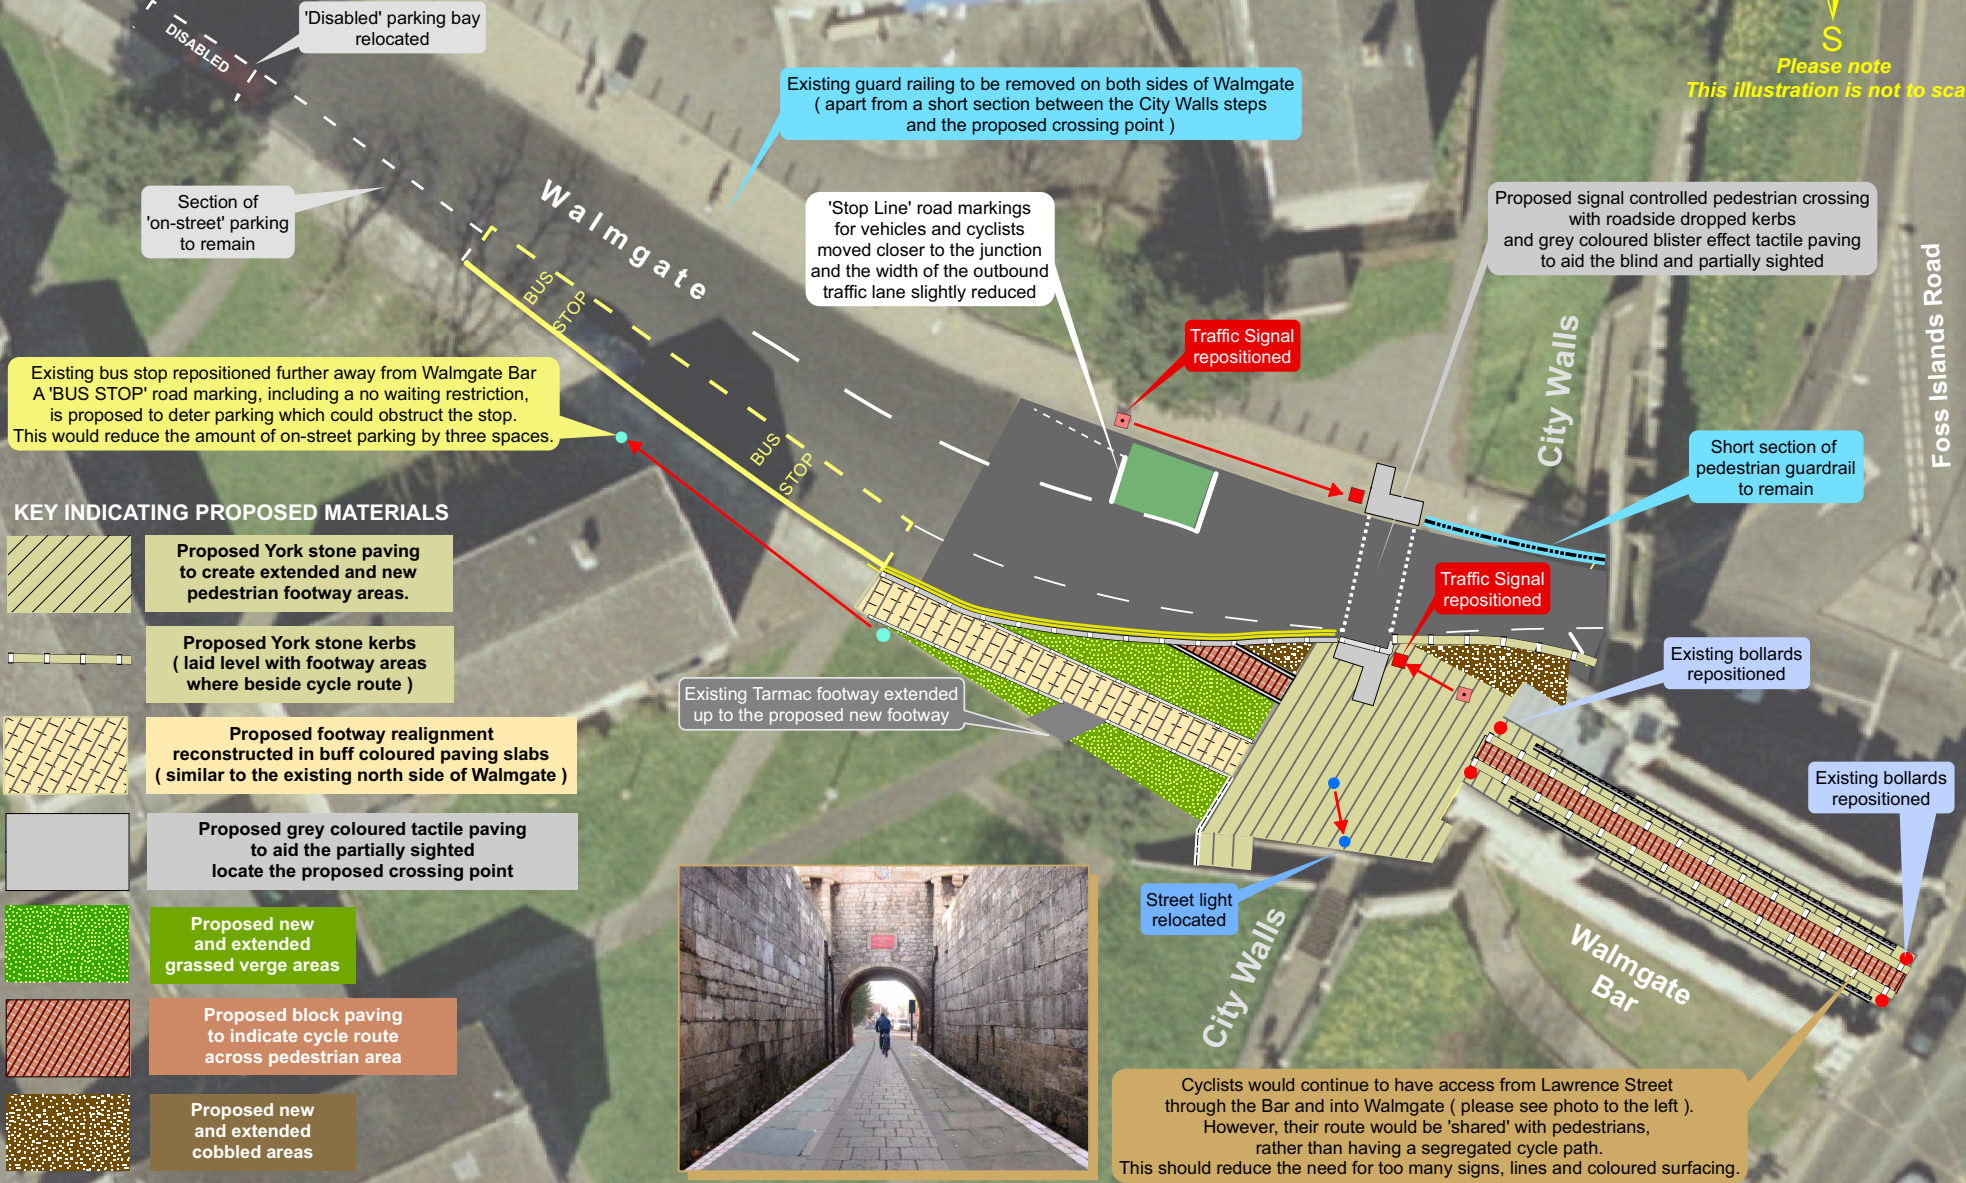 'Disabled' parking bay
relocated
DISABLED
S
Please note
This illustration is not to sca
Existing guard railing to be removed on both sides of Walmgate
( apart from a short section between the City Walls steps
and the proposed crossing point )
Section of
'on-street' parking
to remain
Walmgate
'Stop Line' road markings
for vehicles and cyclists
moved closer to the junction
and the width of the outbound
traffic lane slightly reduced
Proposed signal controlled pedestrian crossing
with roadside dropped kerbs
and grey coloured blister effect tactile paving
to aid the blind and partially sighted
Foss Islands Road
City Walls
BUS
STOP
Traffic Signal
repositioned
Existing bus stop repositioned further away from Walmgate Bar
A 'BUS STOP' road marking, including a no waiting restriction,
is proposed to deter parking which could obstruct the stop.
This would reduce the amount of on-street parking by three spaces.
BUS
STOP
Short section of
pedestrian guardrail
to remain
KEY INDICATING PROPOSED MATERIALS
Proposed York stone paving
to create extended and new
pedestrian footway areas.
Proposed York stone kerbs
( laid level with footway areas
where beside cycle route )
Proposed footway realignment
reconstructed in buff coloured paving slabs
( similar to the existing north side of Walmgate )
Proposed grey coloured tactile paving
to aid the partially sighted
locate the proposed crossing point
Proposed new
and extended
grassed verge areas
Proposed block paving
to indicate cycle route
across pedestrian area
Proposed new
and extended
cobbled areas
Traffic Signal
repositioned
Existing bollards
repositioned
Existing Tarmac footway extended
up to the proposed new footway
Existing bollards
repositioned
Street light
relocated
City Walls
Walmgate
Bar
Cyclists would continue to have access from Lawrence Street
through the Bar and into Walmgate ( please see photo to the left ).
However, their route would be 'shared' with pedestrians,
rather than having a segregated cycle path.
This should reduce the need for too many signs, lines and coloured surfacing.